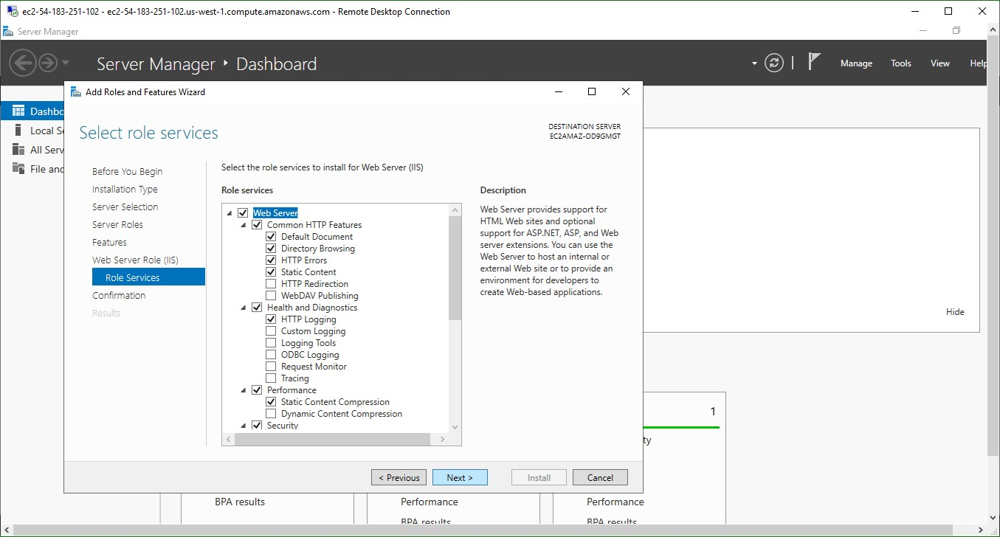 ec2-54-183-251-102 - ec2-54-183-251-102.us-west-1.compute.amazonaws.com - Remote Desktop Connection
Server Manager
Server Manager ‣ Dashboard
Manage Tools View Help
Add Roles and Features Wizard
Dashbo
Local Se
All Serv
File and
Select role services
DESTINATION SERVER
EC2AMAZ-OD9GMGT
Before You Begin
Installation Type
Server Selection
Server Roles
Features
Web Server Role (IIS)
Role Services
Confirmation
Results
Select the role services to install for Web Server (IIS)
Role services
Web Server
Common HTTP Features
Default Document
Directory Browsing
HTTP Errors
Static Content
HTTP Redirection
WebDAV Publishing
Health and Diagnostics
HTTP Logging
Custom Logging
Logging Tools
ODBC Logging
Request Monitor
Tracing
Performance
Static Content Compression
Dynamic Content Compression
Security
Description
Web Server provides support for
HTML Web sites and optional
support for ASP.NET, ASP, and Web
server extensions. You can use the
Web Server to host an internal or
external Web site or to provide an
environment for developers to
create Web-based applications.
< Previous Next > Install Cancel
Hide
1
ty
BPA results
Performance
BPA results
Performance
BPA results